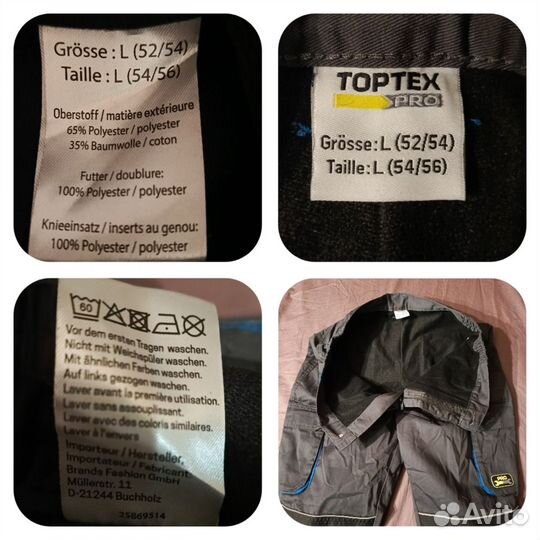 Grösse : L (52/54)
Taille : L (54/56)
Oberstoff / matière extérieure
65% Polyester / polyester
35% Baumwolle / coton
Futter / doublure:
100% Polyester / polyester
Knieeinsatz / inserts au genou:
100% Polyester / polyester
TOPTEX
PRO
Grösse: L (52/54)
Taille: L (54/56)
60
Vor dem ersten Tragen waschen.
Nicht mit Weichspüler waschen.
Mit ähnlichen Farben waschen.
Auf links gezogen waschen.
Laver avant la première utilisation.
Laver sans assouplissant.
Laver avec des coloris similaires.
Laver à l'envers
Importeur / Hersteller,
Importateur / Fabricant
Brands Fashion GmbH
Müllerstr. 11
D-21244 Buchholz
25869514
PRO
Avito